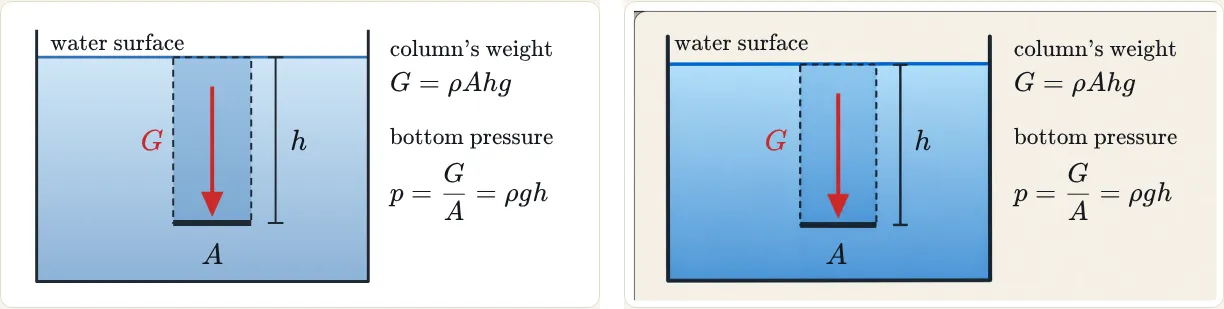 water surface
column's weight
G = ρAhg
G
h
bottom pressure
p = G/A = ρgh
A
water surface
column's weight
G = ρAhg
G
h
bottom pressure
p = G/A = ρgh
A